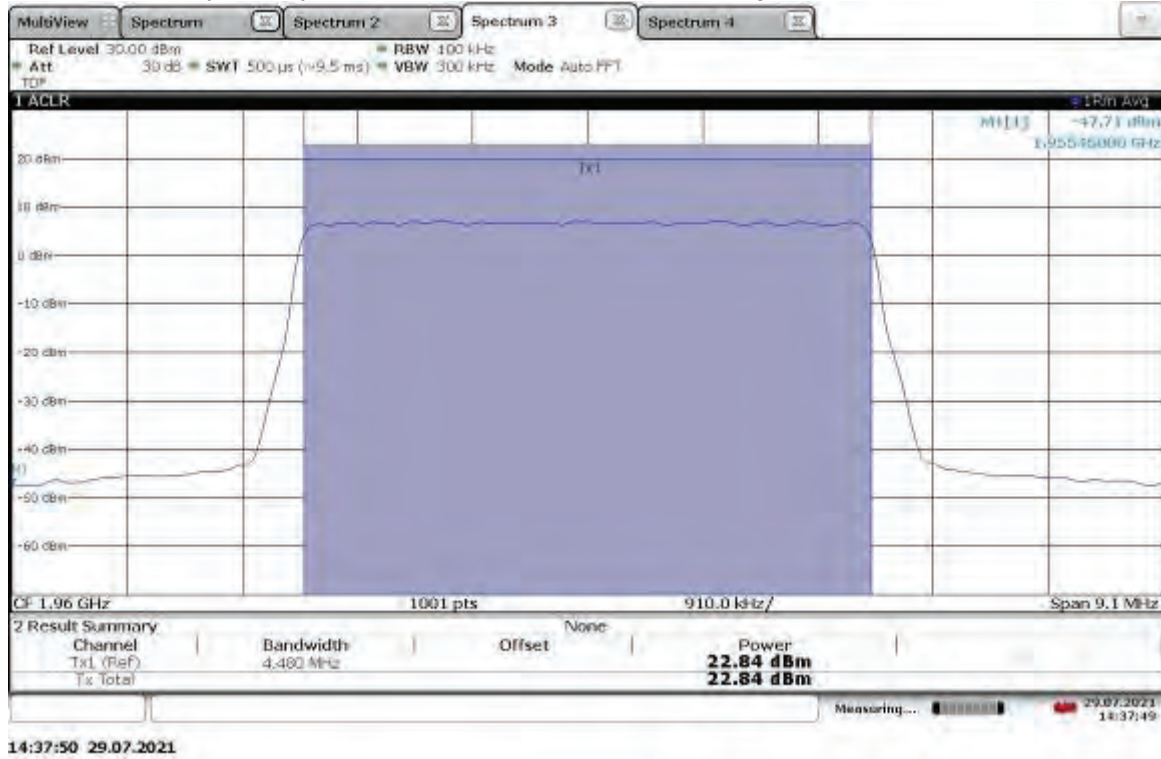 MultiView Spectrum Spectrum 2 Spectrum 3 Spectrum 4
Ref Level 30.00 dBm RBW 100 kHz
Att 30 dB SWT 500 µs (~9.5 ms) VBW 300 kHz Mode Auto FFT
TDF
1 ACLR 1Rm Avg
M1[1] -47.71 dBm
1.95545000 GHz
Tx1
20 dBm
10 dBm
0 dBm
-10 dBm
-20 dBm
-30 dBm
-40 dBm
-50 dBm
-60 dBm
CF 1.96 GHz 1001 pts 910.0 kHz/ Span 9.1 MHz
2 Result Summary None
Channel Bandwidth Offset Power
Tx1 (Ref) 4.480 MHz 22.84 dBm
Tx Total 22.84 dBm
Measuring... 29.07.2021
14:37:49
14:37:50 29.07.2021